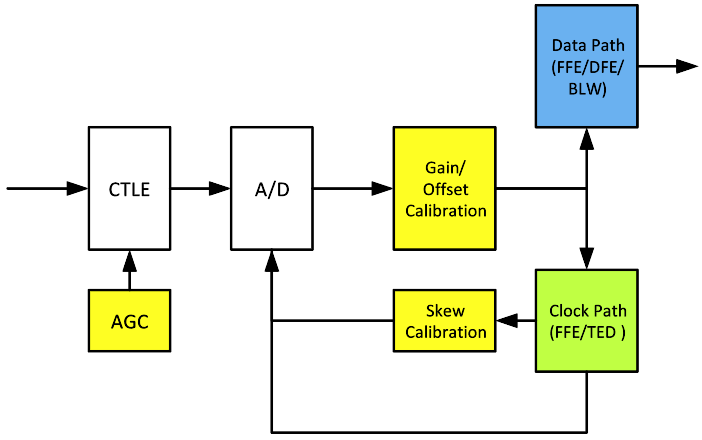 Data Path
(FFE/DFE/
BLW)
CTLE
A/D
Gain/
Offset
Calibration
AGC
Skew
Calibration
Clock Path
(FFE/TED )